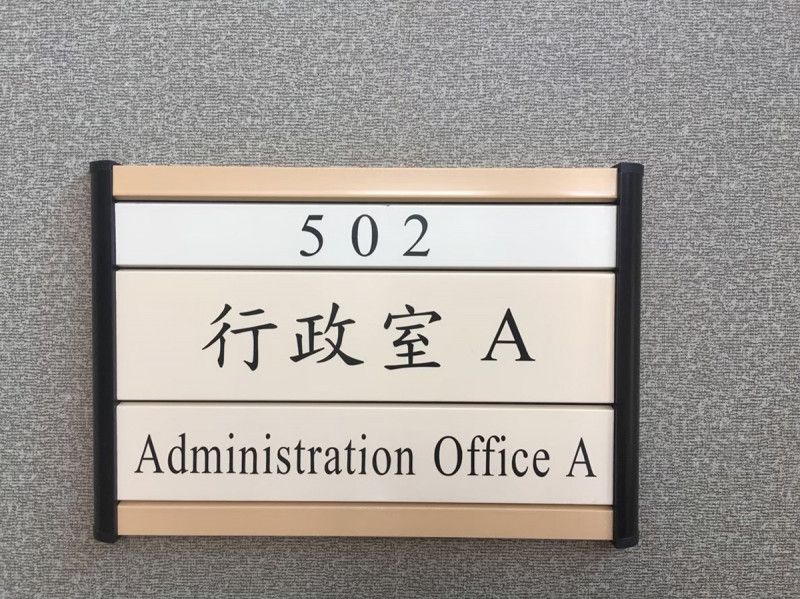 502
行政室 A
Administration Office A